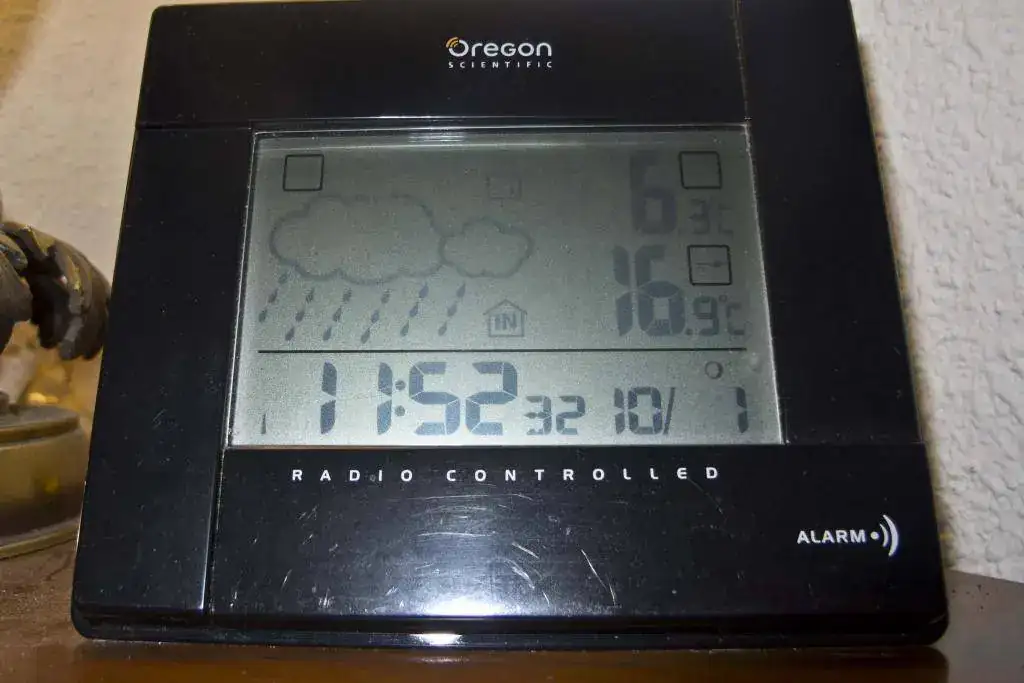 Oregon
SCIENTIFIC
6.3°C
IN 16.9°C
11:52 32 10/ 1
RADIO CONTROLLED
ALARM